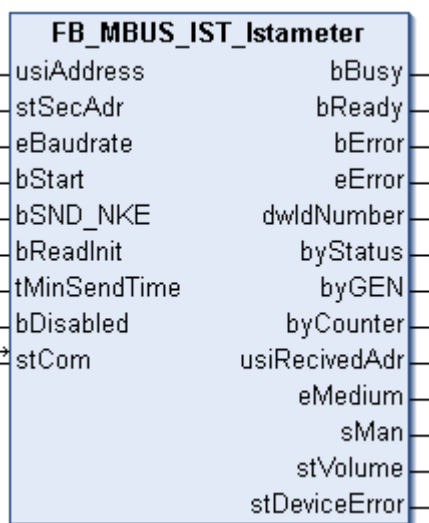 FB_MBUS_IST_Istameter
usiAddress bBusy
stSecAdr bReady
eBaudrate bError
bStart eError
bSND_NKE dwIdNumber
bReadInit byStatus
tMinSendTime byGEN
bDisabled byCounter
stCom usiRecivedAdr
eMedium
sMan
stVolume
stDeviceError